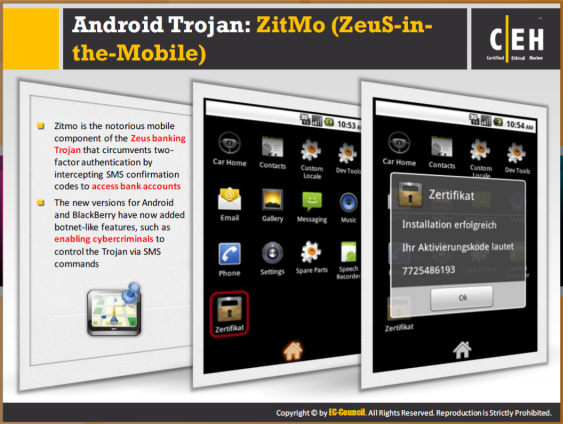 Android Trojan: ZitMo (ZeuS-in-
the-Mobile)
CEH
Certified Ethical Hacker
Zitmo is the notorious mobile
component of the Zeus banking
Trojan that circumvents two-
factor authentication by
intercepting SMS confirmation
codes to access bank accounts
The new versions for Android
and BlackBerry have now added
botnet-like features, such as
enabling cybercriminals to
control the Trojan via SMS
commands
10:53 AM
Car Home
Contacts
Custom
Locale
Dev Tools
Email
Gallery
Messaging
Music
Phone
Settings
Spare Parts
Speech
Recorder
Zertifikat
10:54 AM
Car Home
Contacts
Custom
Locale
Dev Tools
Zertifikat
Installation erfolgreich
Ihr Aktivierungskode lautet
7725486193
Ok
Zertifikat
Copyright © by EC-Council. All Rights Reserved. Reproduction is Strictly Prohibited.